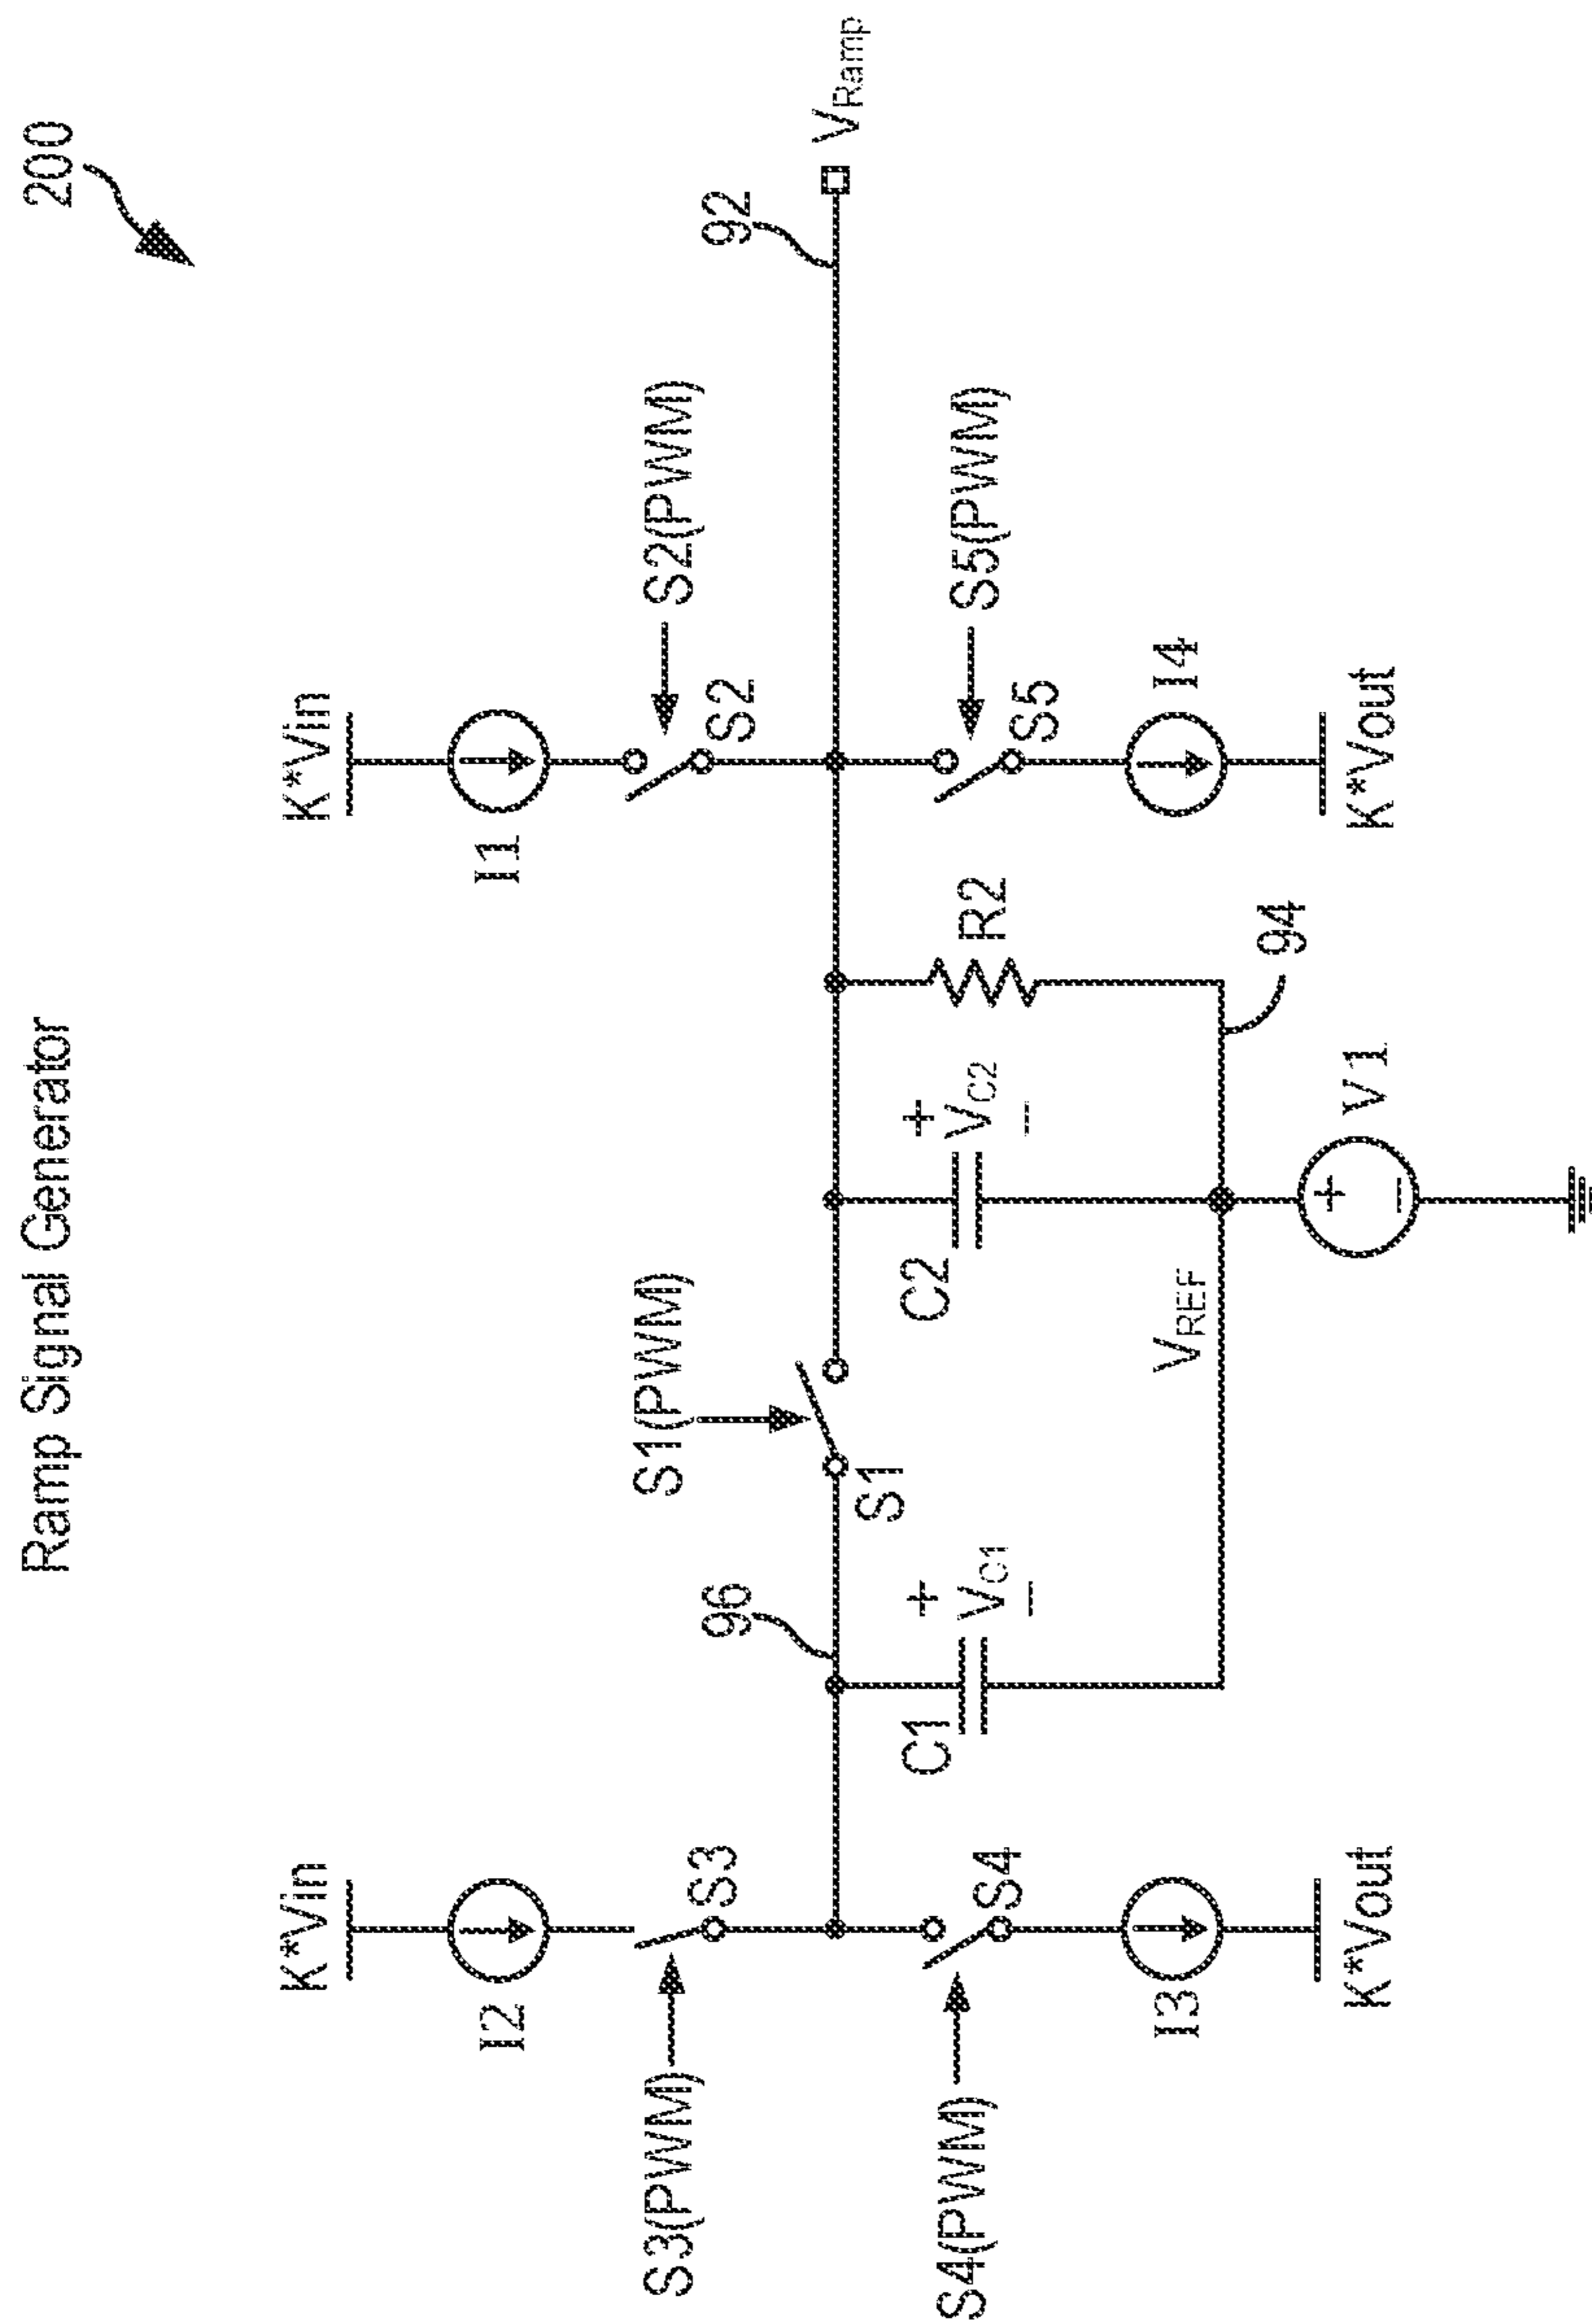 Ramp Signal Generator
200
K*Vin
K*Vin
I2
I1
S3(PWM)
S3
S1(PWM)
S2(PWM)
S2
96
92
S1
VRamp
C1
+
VC1
–
C2
+
VC2
–
R2
S4(PWM)
S4
S5(PWM)
S5
VREF
94
I3
I4
K*Vout
+
–
V1
K*Vout